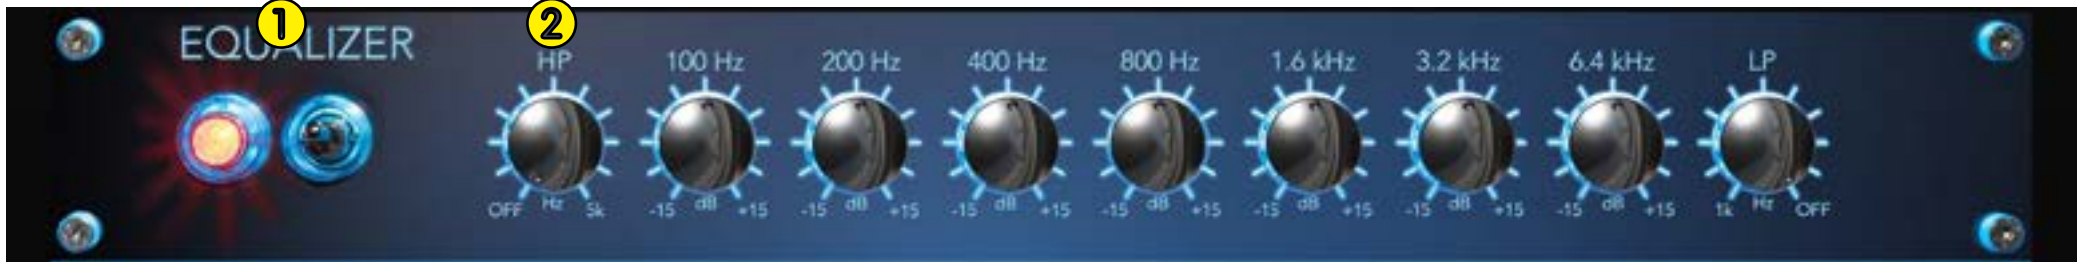 1 2
EQUALIZER
HP 100 Hz 200 Hz 400 Hz 800 Hz 1.6 kHz 3.2 kHz 6.4 kHz LP
OFF Hz 5k -15 dB +15 -15 dB +15 -15 dB +15 -15 dB +15 -15 dB +15 -15 dB +15 -15 dB +15 1k Hz OFF